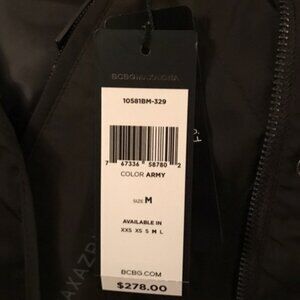 BCBGMAXAZRIA
10581BM-329
7 67336 58780 2
COLOR ARMY
SIZE M
AVAILABLE IN
XXS XS S M L
BCBG.COM
$278.00